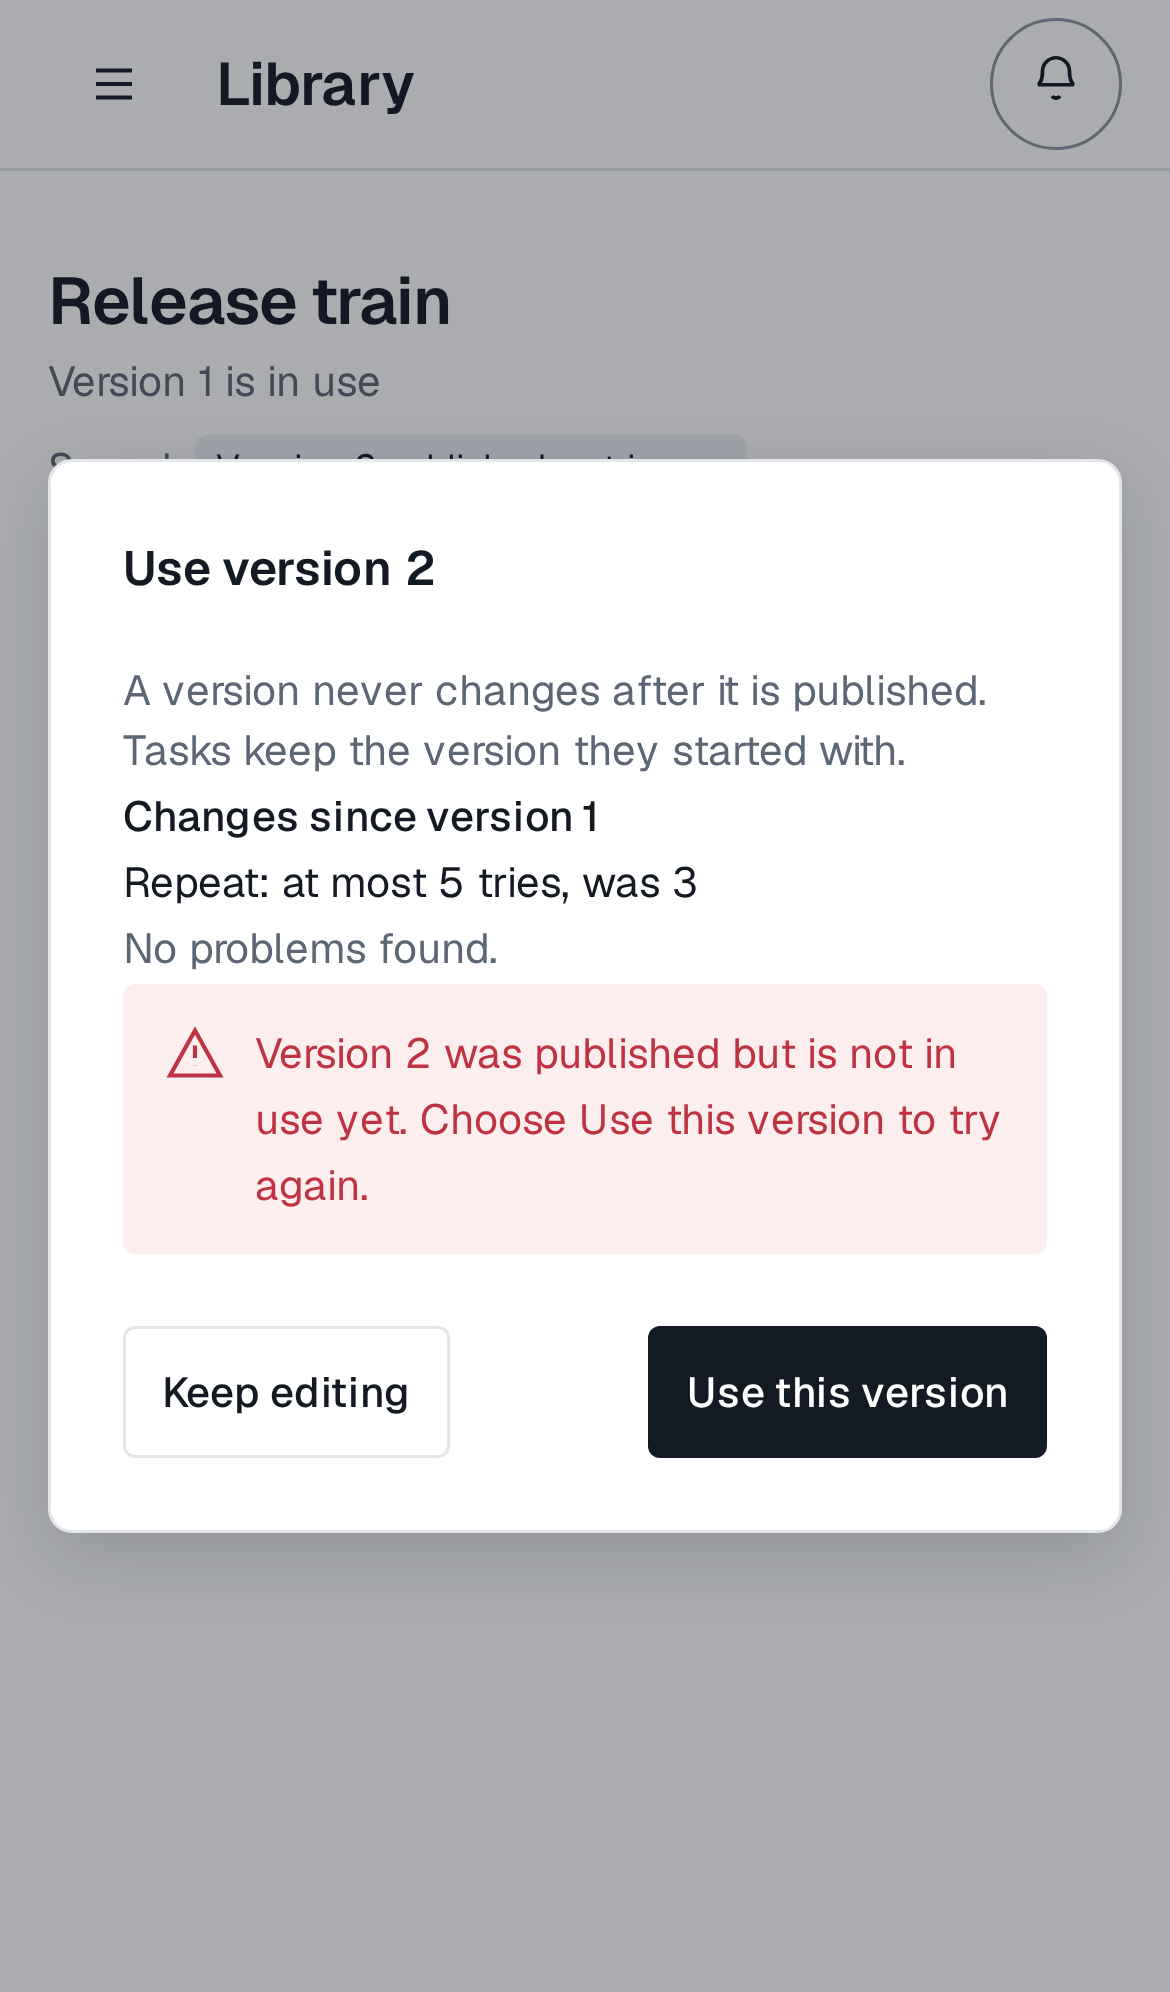 Library
Release train
Version 1 is in use
Use version 2
A version never changes after it is published.
Tasks keep the version they started with.
Changes since version 1
Repeat: at most 5 tries, was 3
No problems found.
Version 2 was published but is not in
use yet. Choose Use this version to try
again.
Keep editing
Use this version